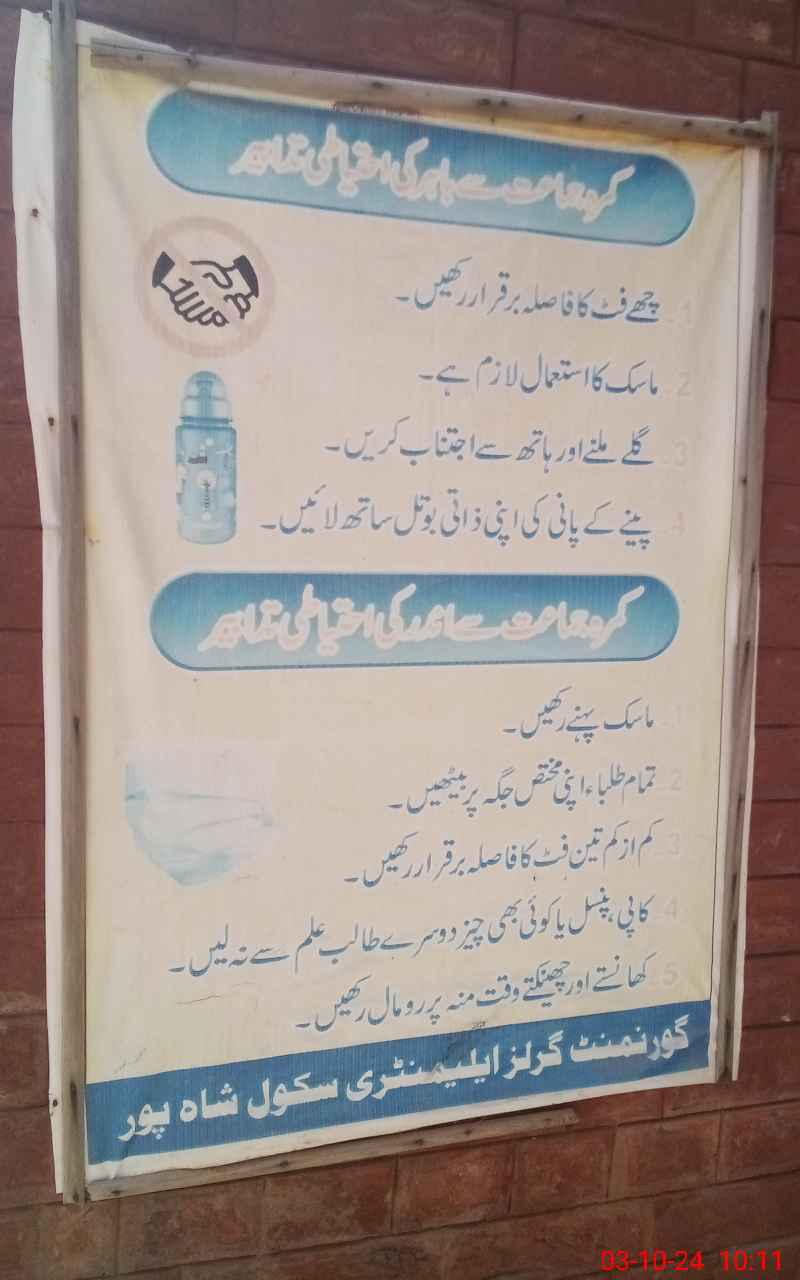 کمرہ جماعت سے باہر کی احتیاطی تدابیر
1۔ چھے فٹ کا فاصلہ برقرار رکھیں۔
2۔ ماسک کا استعمال لازم ہے۔
3۔ گلے ملنے اور ہاتھ سے اجتناب کریں۔
4۔ پینے کے پانی کی اپنی ذاتی بوتل ساتھ لائیں۔
کمرہ جماعت سے اندر کی احتیاطی تدابیر
1۔ ماسک پہنے رکھیں۔
2۔ تمام طلباء اپنی مختص جگہ پر بیٹھیں۔
3۔ کم از کم تین فٹ کا فاصلہ برقرار رکھیں۔
4۔ کاپی، پنسل یا کوئی بھی چیز دوسرے طالب علم سے نہ لیں۔
5۔ کھانستے اور چھینکتے وقت منہ پر رومال رکھیں۔
گورنمنٹ گرلز ایلیمنٹری سکول شاہ پور
03-10-24 10:11